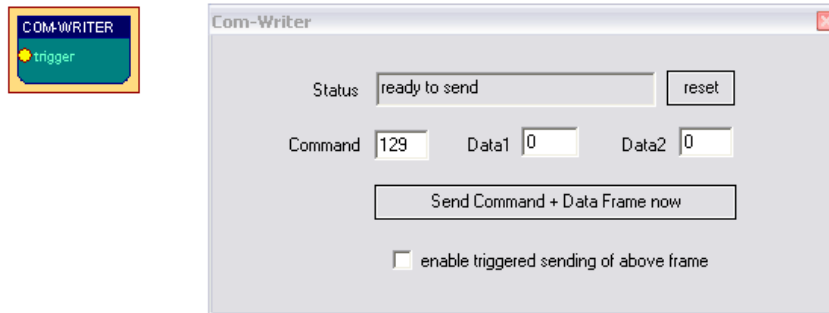 COM-WRITER
trigger
Com-Writer
Status ready to send reset
Command 129 Data1 0 Data2 0
Send Command + Data Frame now
enable triggered sending of above frame